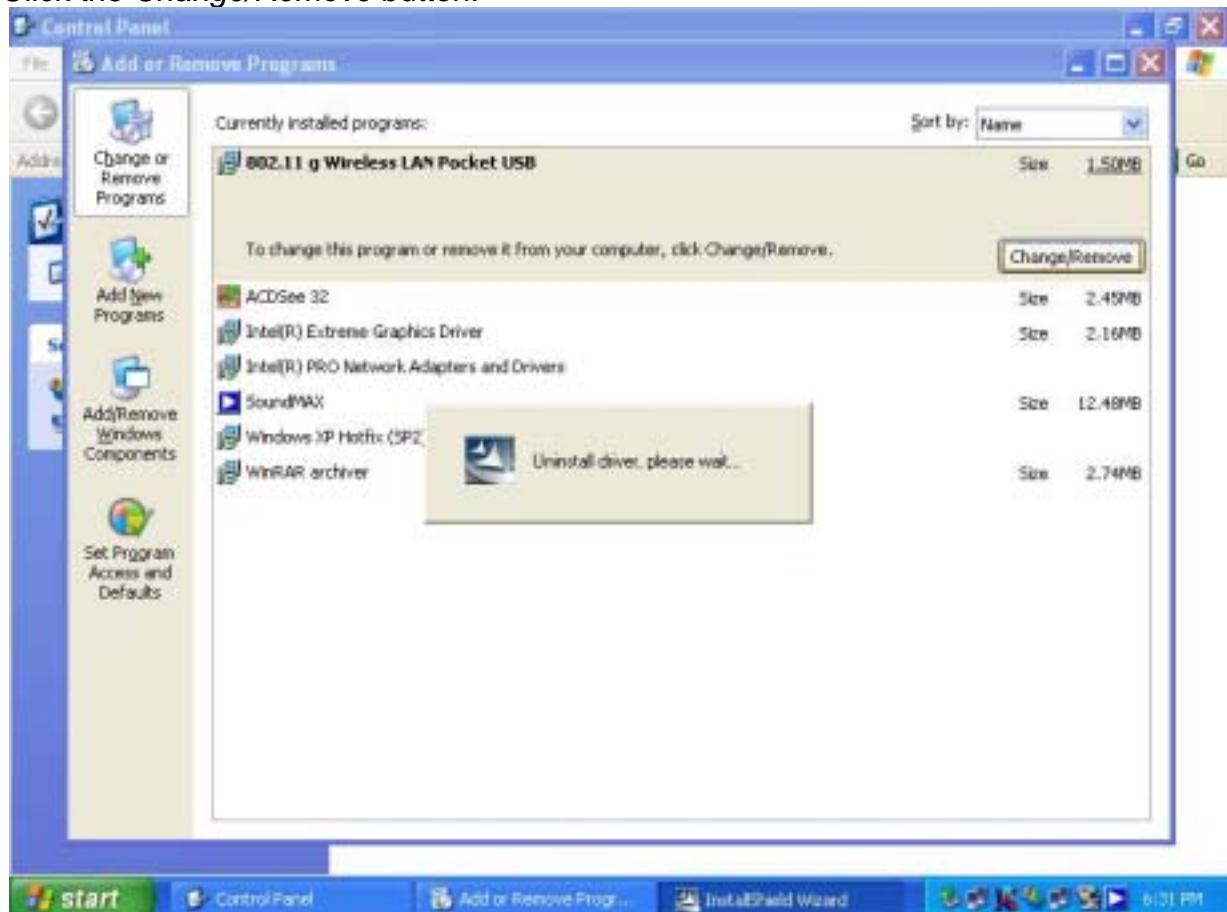 Click the Change/Remove button.
Control Panel
File
Add or Remove Programs
Currently installed programs:
Sort by: Name
Change or
Remove
Programs
802.11 g Wireless LAN Pocket USB
Size 1.50MB
Go
To change this program or remove it from your computer, click Change/Remove.
Change/Remove
Add New
Programs
ACDSee 32
Size 2.45MB
Intel(R) Extreme Graphics Driver
Size 2.16MB
Intel(R) PRO Network Adapters and Drivers
Add/Remove
Windows
Components
SoundMAX
Size 12.48MB
Windows XP Hotfix (SP2)
WinRAR archiver
Size 2.74MB
Uninstall driver, please wait...
Set Program
Access and
Defaults
start
Control Panel
Add or Remove Progr...
InstallShield Wizard
6:31 PM